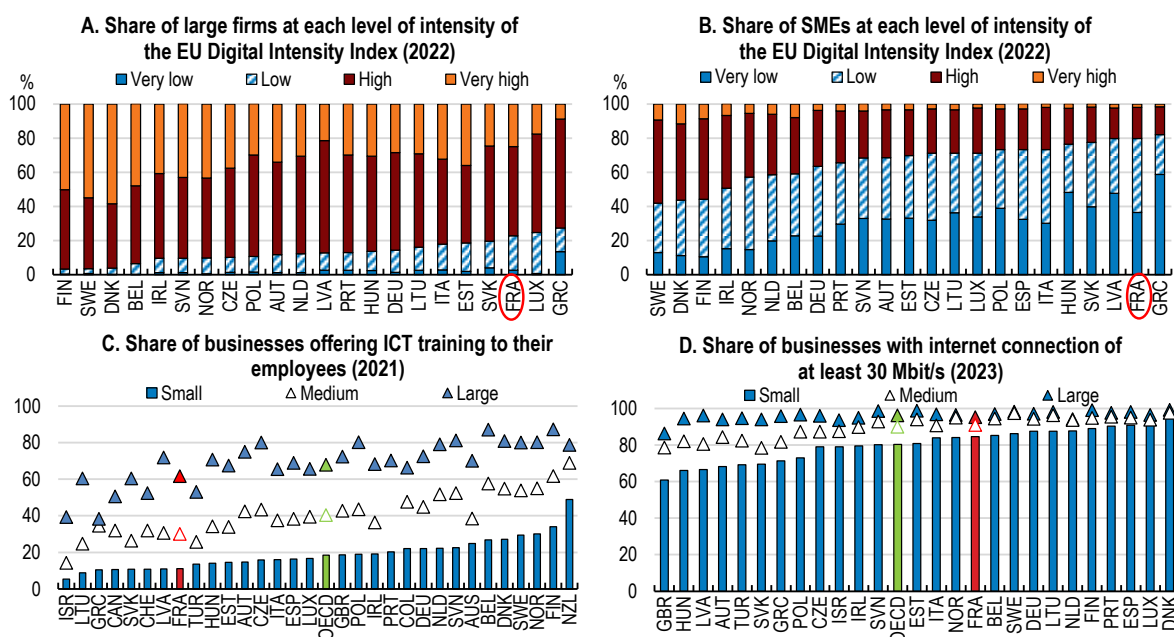 A. Share of large firms at each level of intensity of
the EU Digital Intensity Index (2022)
%
Very low Low High Very high
100
80
60
40
20
0
FIN SWE DNK BEL IRL SVN NOR CZE POL AUT NLD LVA PRT HUN DEU LTU ITA EST SVK FRA LUX GRC
B. Share of SMEs at each level of intensity of
the EU Digital Intensity Index (2022)
%
Very low Low High Very high
100
80
60
40
20
0
SWE DNK FIN IRL NOR NLD BEL DEU PRT SVN AUT EST CZE LTU LUX POL ESP ITA HUN SVK LVA FRA GRC
C. Share of businesses offering ICT training to their
employees (2021)
Small Medium Large
100
80
60
40
20
0
ISR LTU GRC CAN SVK CHE LVA FRA TUR HUN EST AUT CZE ITA ESP LUX OECD GBR POL IRL PRT COL DEU NLD SVN AUS BEL DNK SWE NOR FIN NZL
D. Share of businesses with internet connection of
at least 30 Mbit/s (2023)
Small Medium Large
100
80
60
40
20
0
GBR HUN LVA AUT TUR SVK GRC POL CZE ISR IRL SVN OECD EST ITA NOR FRA BEL SWE DEU LTU NLD FIN PRT ESP LUX DNK